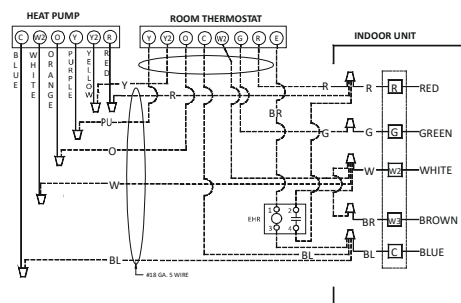 HEAT PUMP
ROOM THERMOSTAT
C W2 O Y Y2 R
Y Y2 O C W2 G R E
INDOOR UNIT
BLUE
WHITE
ORANGE
PURPLE
YELLOW
RED
Y
R
R R R RED
BR
PU
G G G GREEN
O
W W2 WHITE
W
1 2
EHR
3 4
BR W3 BROWN
BL
BL
BL C BLUE
#18 GA. 5 WIRE